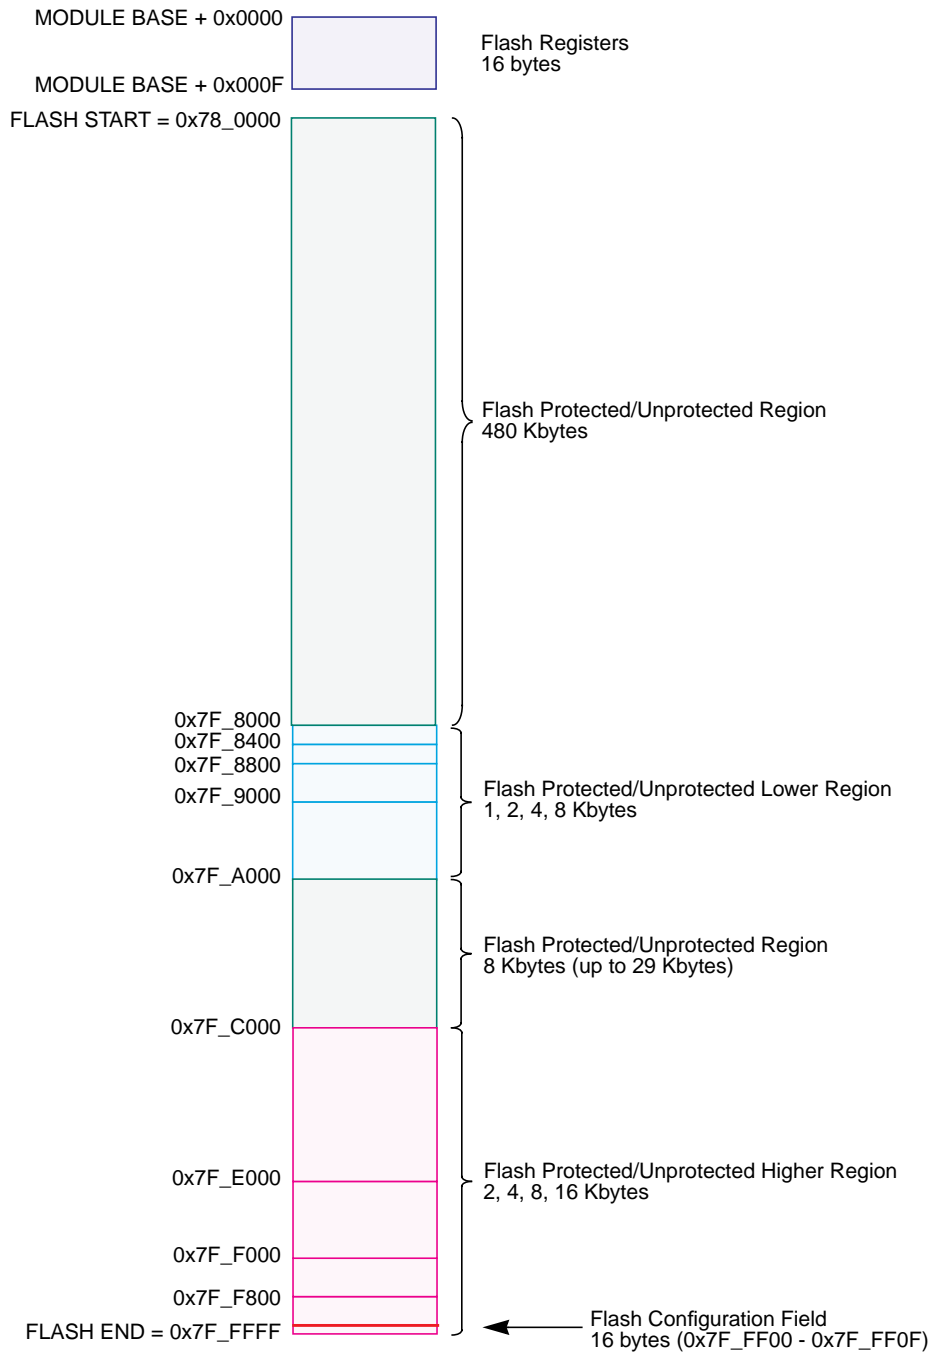 MODULE BASE + 0x0000
Flash Registers
16 bytes
MODULE BASE + 0x000F
FLASH START = 0x78_0000
Flash Protected/Unprotected Region
480 Kbytes
0x7F_8000
0x7F_8400
0x7F_8800
0x7F_9000
Flash Protected/Unprotected Lower Region
1, 2, 4, 8 Kbytes
0x7F_A000
Flash Protected/Unprotected Region
8 Kbytes (up to 29 Kbytes)
0x7F_C000
0x7F_E000
Flash Protected/Unprotected Higher Region
2, 4, 8, 16 Kbytes
0x7F_F000
0x7F_F800
FLASH END = 0x7F_FFFF
Flash Configuration Field
16 bytes (0x7F_FF00 - 0x7F_FF0F)